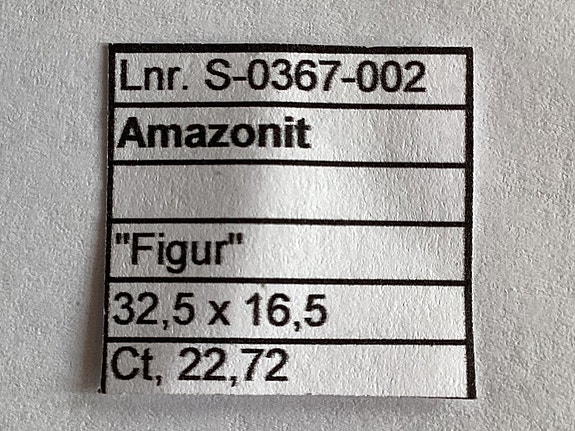 Lnr. S-0367-002
Amazonit
"Figur"
32,5 x 16,5
Ct, 22,72